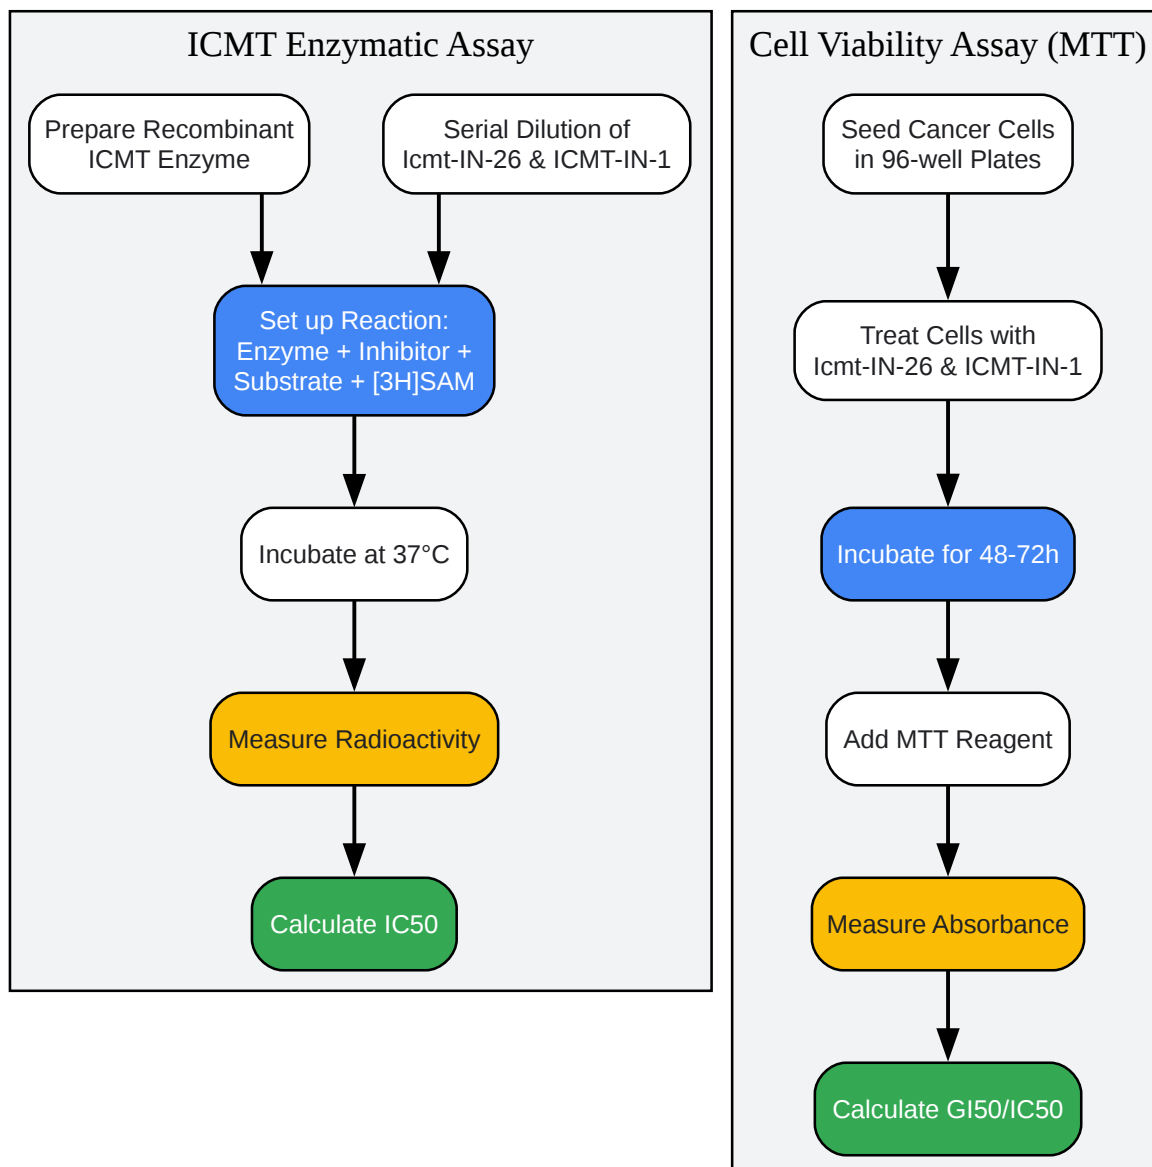 ICMT Enzymatic Assay
Prepare Recombinant
ICMT Enzyme
Serial Dilution of
Icmt-IN-26 & ICMT-IN-1
Set up Reaction:
Enzyme + Inhibitor +
Substrate + [3H]SAM
Incubate at 37°C
Measure Radioactivity
Calculate IC50
Cell Viability Assay (MTT)
Seed Cancer Cells
in 96-well Plates
Treat Cells with
Icmt-IN-26 & ICMT-IN-1
Incubate for 48-72h
Add MTT Reagent
Measure Absorbance
Calculate GI50/IC50